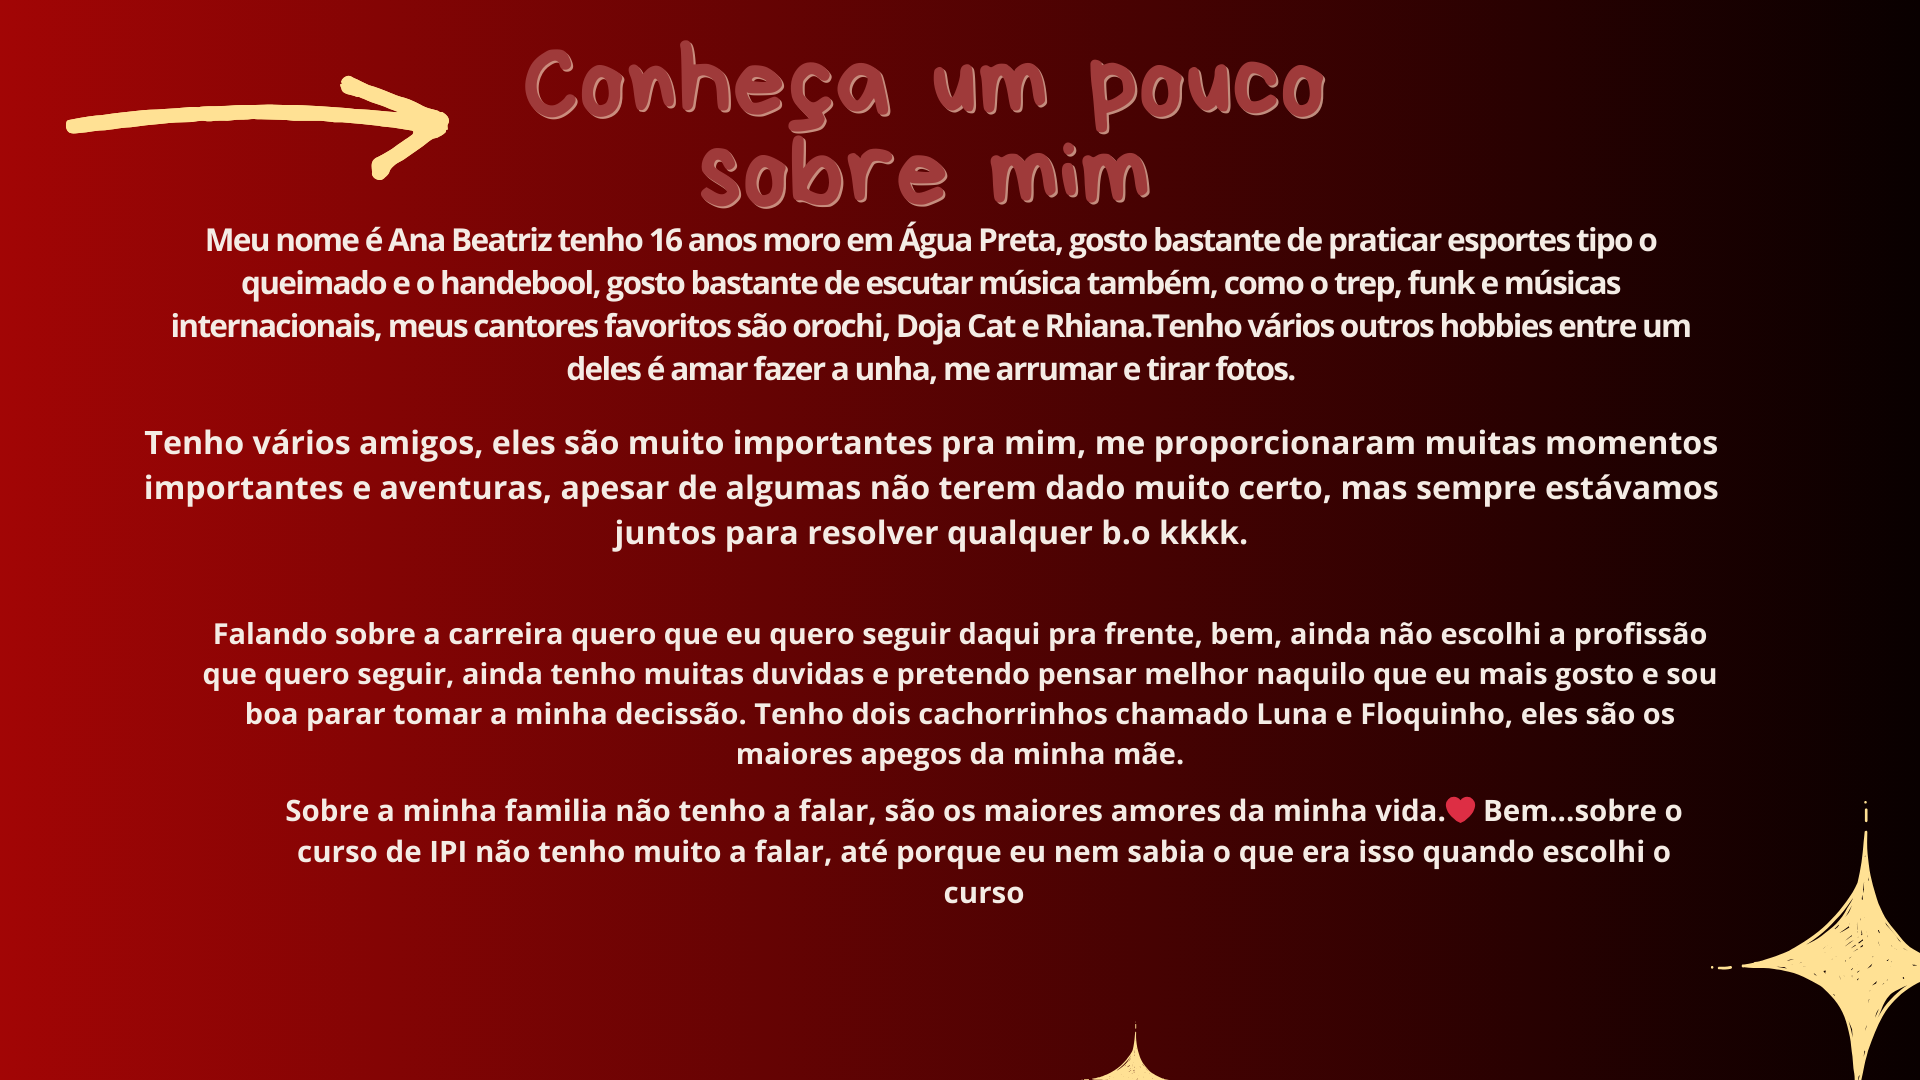 Conheça um pouco
sobre mim
Meu nome é Ana Beatriz tenho 16 anos moro em Água Preta, gosto bastante de praticar esportes tipo o
queimado e o handebool, gosto bastante de escutar música também, como o trep, funk e músicas
internacionais, meus cantores favoritos são orochi, Doja Cat e Rhiana.Tenho vários outros hobbies entre um
deles é amar fazer a unha, me arrumar e tirar fotos.
Tenho vários amigos, eles são muito importantes pra mim, me proporcionaram muitas momentos
importantes e aventuras, apesar de algumas não terem dado muito certo, mas sempre estávamos
juntos para resolver qualquer b.o kkkk.
Falando sobre a carreira quero que eu quero seguir daqui pra frente, bem, ainda não escolhi a profissão
que quero seguir, ainda tenho muitas duvidas e pretendo pensar melhor naquilo que eu mais gosto e sou
boa parar tomar a minha decissão. Tenho dois cachorrinhos chamado Luna e Floquinho, eles são os
maiores apegos da minha mãe.
Sobre a minha familia não tenho a falar, são os maiores amores da minha vida.❤️ Bem...sobre o
curso de IPI não tenho muito a falar, até porque eu nem sabia o que era isso quando escolhi o
curso